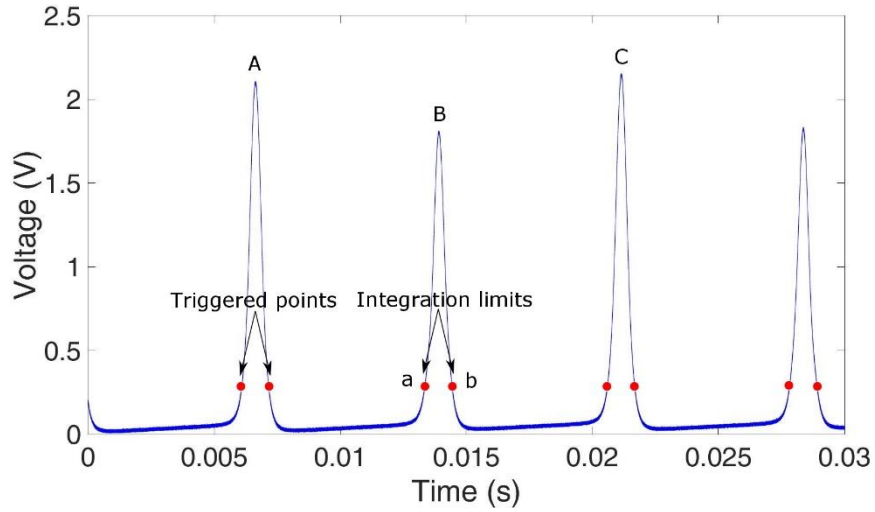 2.5
2
1.5
1
0.5
0
Voltage (V)
A
B
C
Triggered points
Integration limits
a
b
0
0.005
0.01
0.015
0.02
0.025
0.03
Time (s)